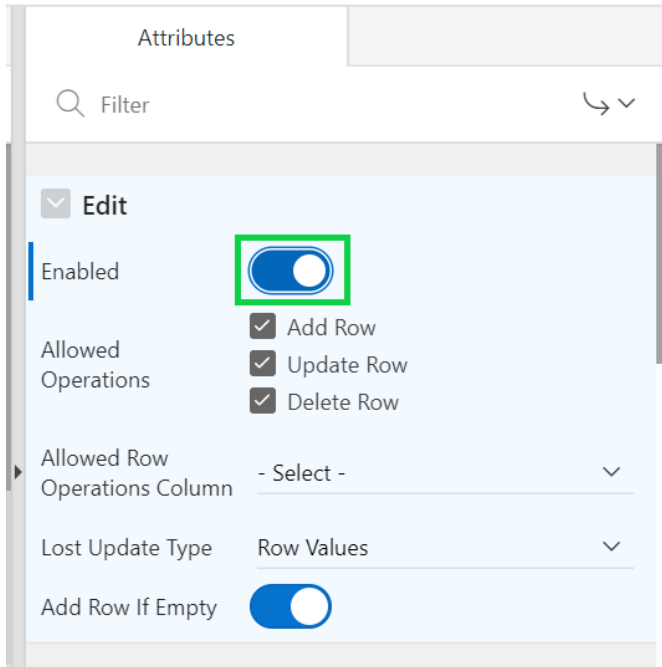 Attributes
Filter
Edit
Enabled
Allowed
Operations
Add Row
Update Row
Delete Row
Allowed Row
Operations Column
- Select -
Lost Update Type
Row Values
Add Row If Empty